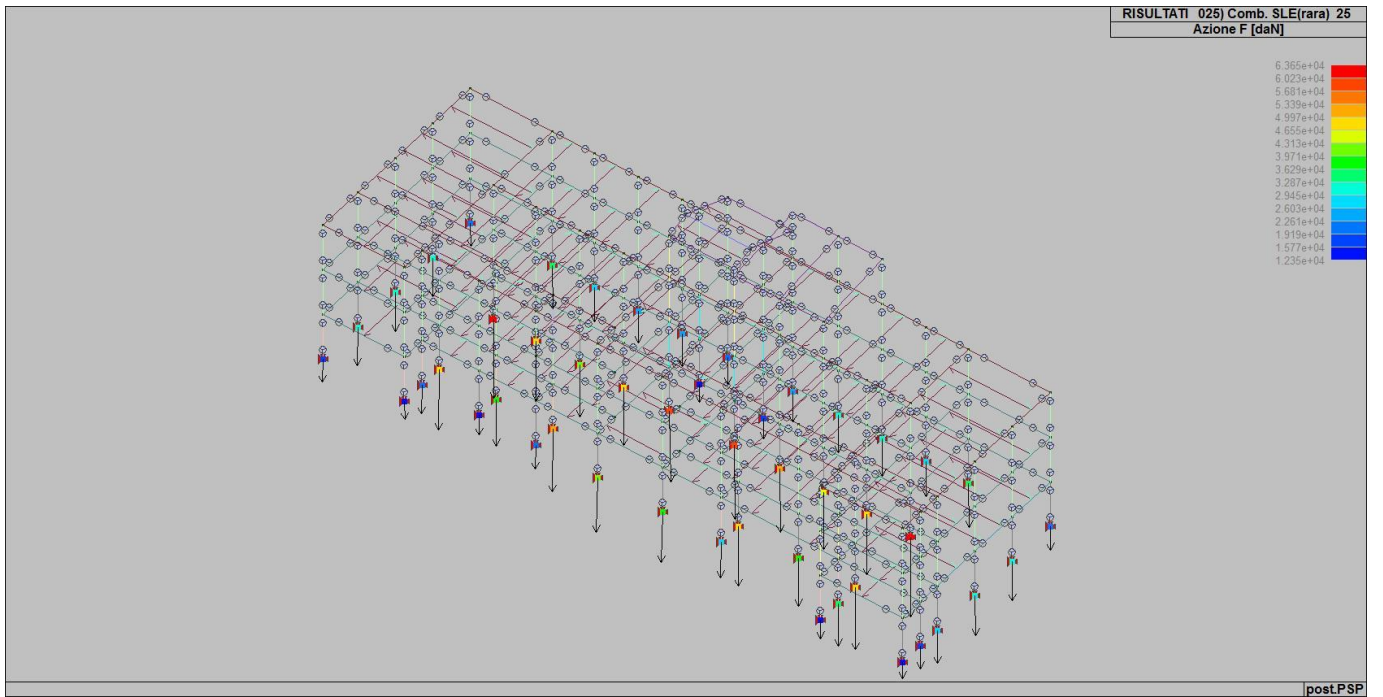 RISULTATI 025) Comb. SLE(rara) 25
Azione F [daN]
6.365e+04
6.023e+04
5.681e+04
5.339e+04
4.997e+04
4.655e+04
4.313e+04
3.971e+04
3.629e+04
3.287e+04
2.945e+04
2.603e+04
2.261e+04
1.919e+04
1.577e+04
1.235e+04
post.PSP